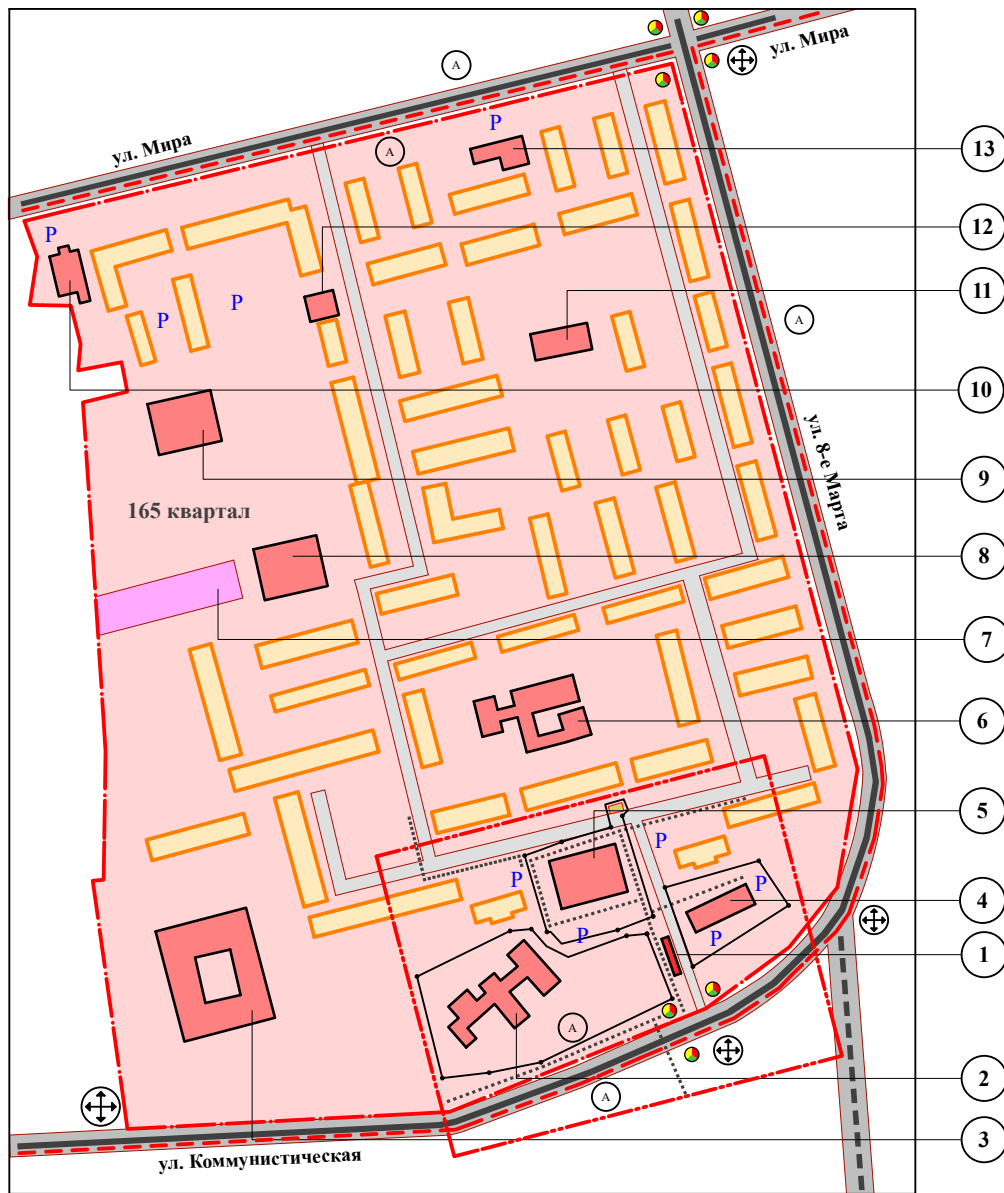 ул. Мира
А
ул. Мира
Р
А
13
12
Р
Р
Р
А
11
10
ул. 8-е Марта
9
165 квартал
8
7
6
5
Р
Р
Р
4
Р
Р
1
А
2
А
3
ул. Коммунистическая